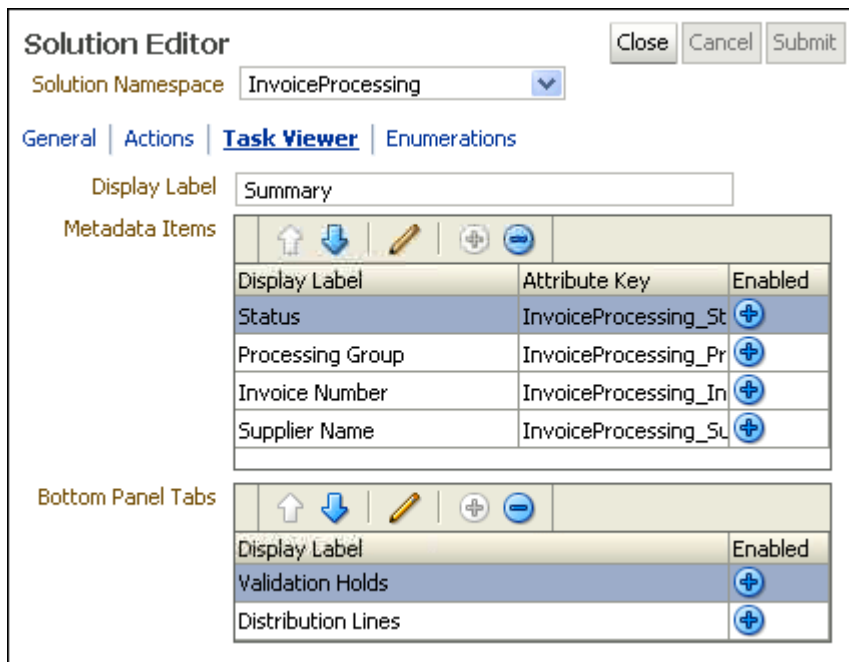 Solution Editor
Close Cancel Submit
Solution Namespace InvoiceProcessing
General Actions Task Viewer Enumerations
Display Label Summary
Metadata Items
Display Label Attribute Key Enabled
Status InvoiceProcessing_St
Processing Group InvoiceProcessing_Pr
Invoice Number InvoiceProcessing_In
Supplier Name InvoiceProcessing_Su
Bottom Panel Tabs
Display Label Enabled
Validation Holds
Distribution Lines